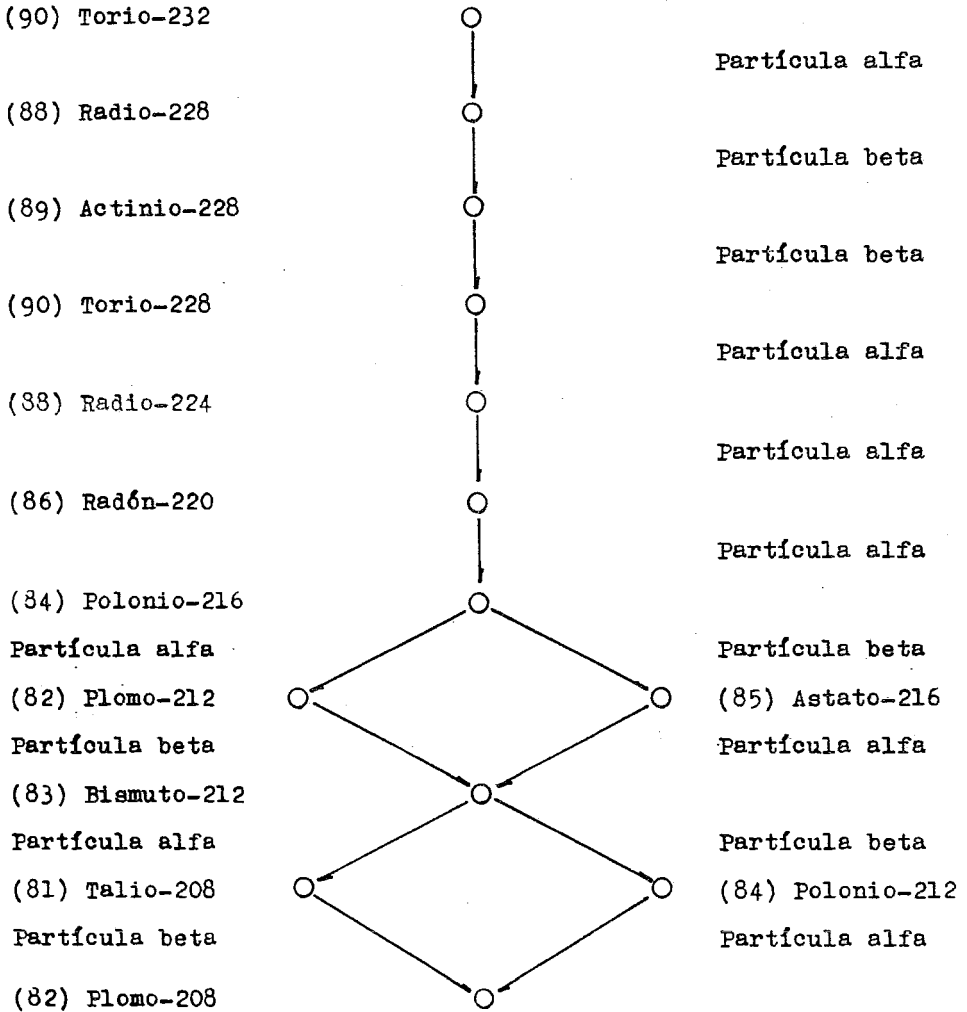 (90) Torio-232
Partícula alfa
(88) Radio-228
Partícula beta
(89) Actinio-228
Partícula beta
(90) Torio-228
Partícula alfa
(88) Radio-224
Partícula alfa
(86) Radón-220
Partícula alfa
(84) Polonio-216
Partícula alfa Partícula beta
(82) Plomo-212 (85) Astato-216
Partícula beta Partícula alfa
(83) Bismuto-212
Partícula alfa Partícula beta
(81) Talio-208 (84) Polonio-212
Partícula beta Partícula alfa
(82) Plomo-208